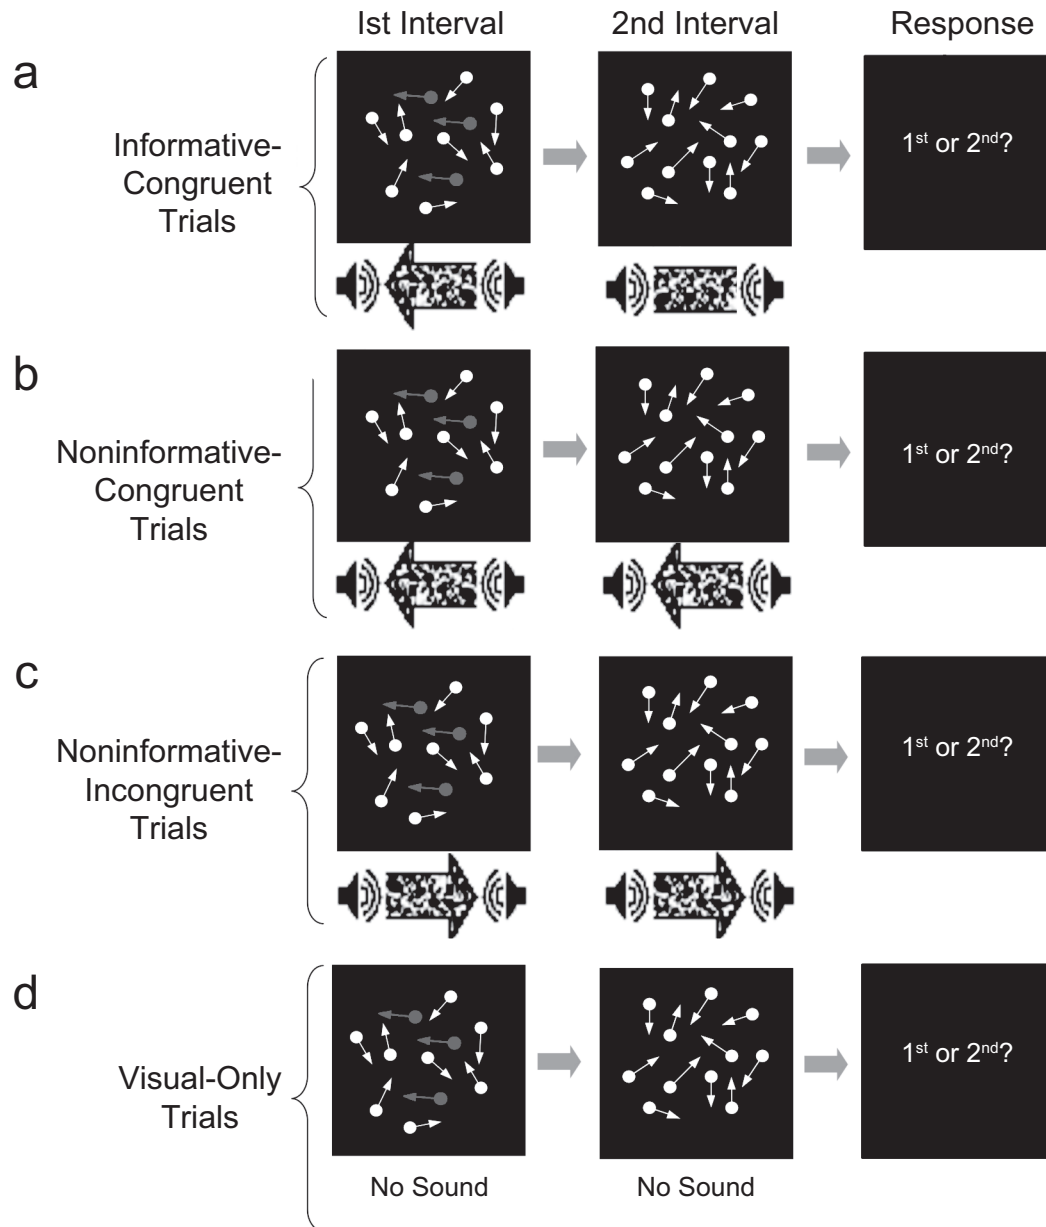 Ist Interval
2nd Interval
Response
a
Informative-
Congruent
Trials
1st or 2nd?
b
Noninformative-
Congruent
Trials
1st or 2nd?
c
Noninformative-
Incongruent
Trials
1st or 2nd?
d
Visual-Only
Trials
1st or 2nd?
No Sound
No Sound